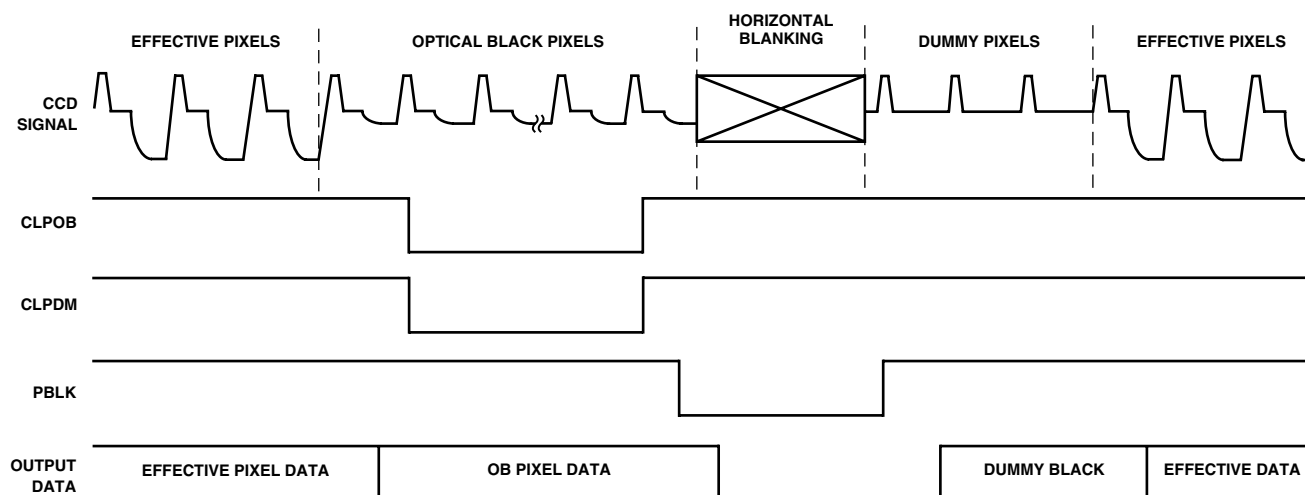 EFFECTIVE PIXELS
OPTICAL BLACK PIXELS
HORIZONTAL
BLANKING
DUMMY PIXELS
EFFECTIVE PIXELS
CCD
SIGNAL
CLPOB
CLPDM
PBLK
OUTPUT
DATA
EFFECTIVE PIXEL DATA
OB PIXEL DATA
DUMMY BLACK
EFFECTIVE DATA